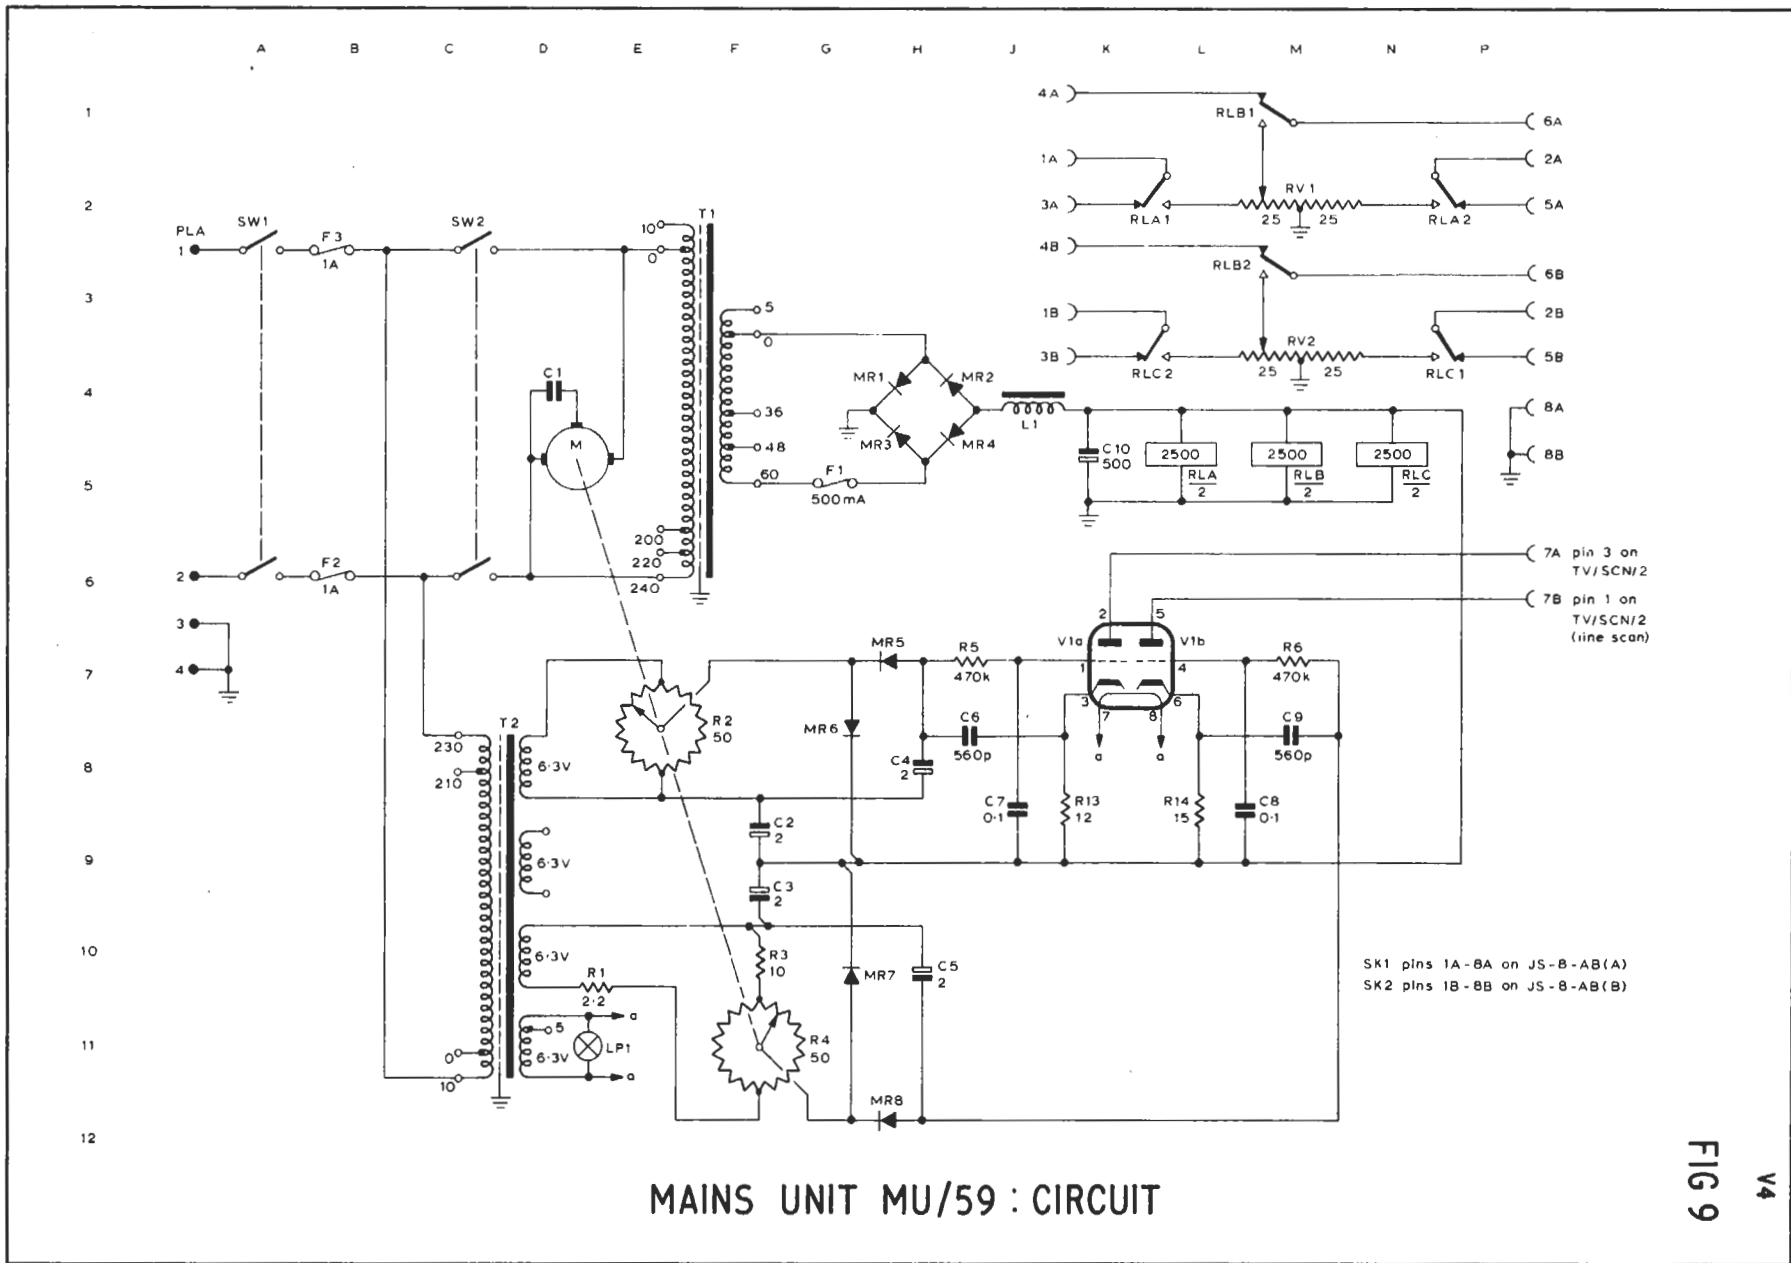 A B C D E F G H J K L M N P
1
2
3
4
5
6
7
8
9
10
11
12
4A
RLB1
6A
1A
2A
3A
RLA1
RV1
25 25
RLA2
5A
4B
RLB2
6B
1B
2B
3B
RLC2
RV2
25 25
RLC1
5B
8A
8B
PLA
1
2
3
4
SW1
F3
1A
F2
1A
SW2
C1
M
T1
10
0
200
220
240
5
0
36
48
60
F1
500mA
MR1
MR2
MR3
MR4
L1
C10
500
2500
RLA
2
2500
RLB
2
2500
RLC
2
7A pin 3 on
TV/SCN/2
7B pin 1 on
TV/SCN/2
(line scan)
T2
230
210
0
10
6·3V
6·3V
6·3V
5
6·3V
R1
2·2
LP1
a
a
R2
50
C2
2
C3
2
R3
10
R4
50
MR5
MR6
MR7
MR8
C4
2
C5
2
R5
470k
C6
560p
C7
0·1
R13
12
V1a
V1b
2
5
1
4
3
7
8
6
a
a
R14
15
C8
0·1
R6
470k
C9
560p
SK1 pins 1A-8A on JS-8-AB(A)
SK2 pins 1B-8B on JS-8-AB(B)
MAINS UNIT MU/59 : CIRCUIT
V4
FIG 9